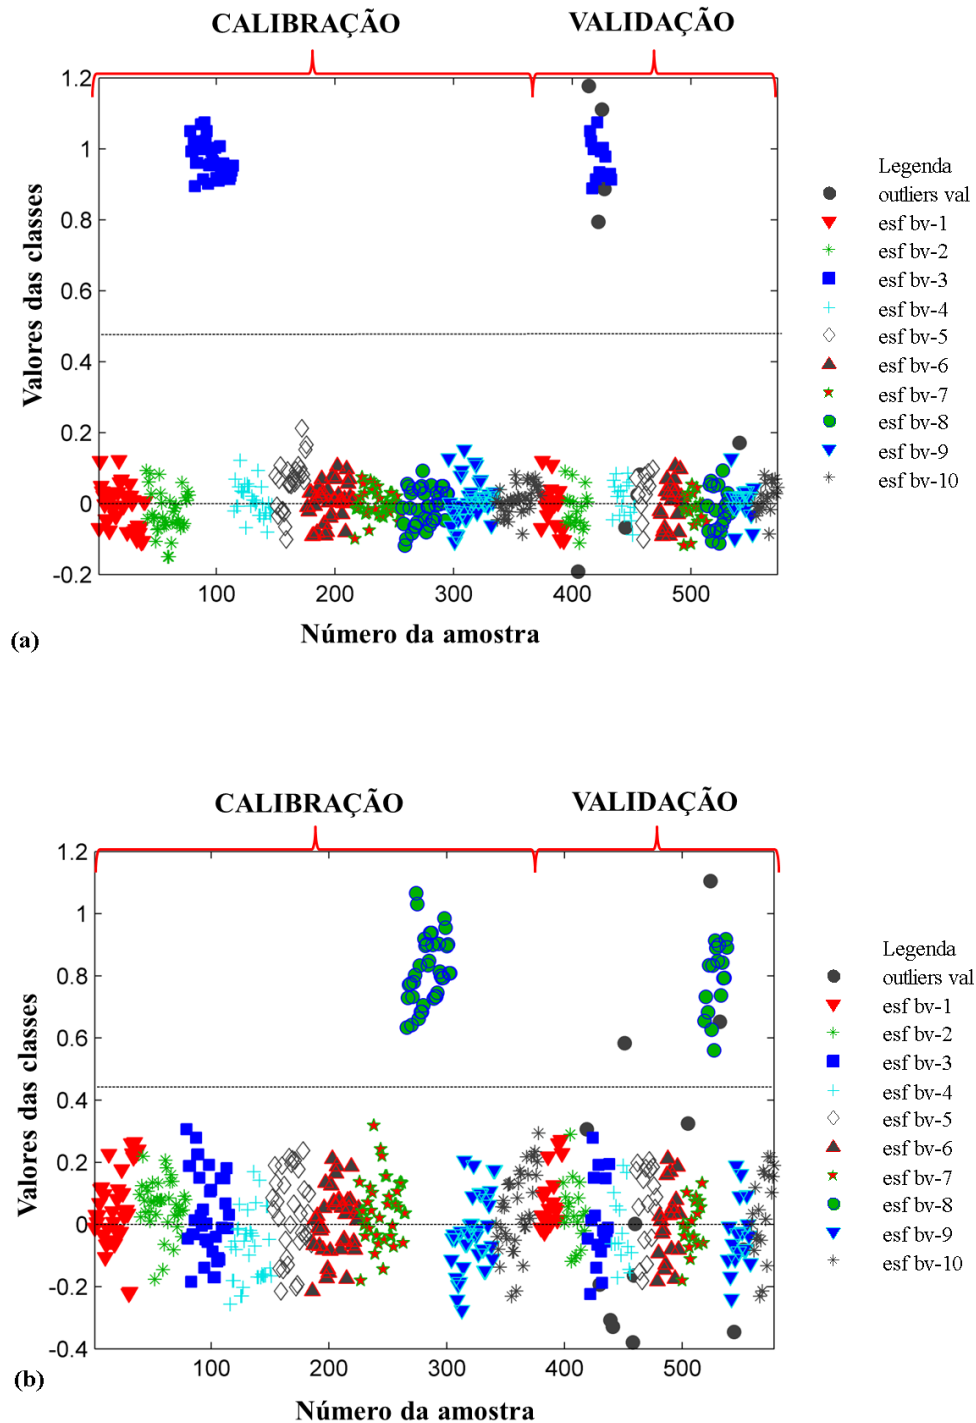 CALIBRAÇÃO VALIDAÇÃO
1.2
1
0.8
0.6
0.4
0.2
0
-0.2
Valores das classes
100 200 300 400 500
Número da amostra
(a)
Legenda
outliers val
esf bv-1
esf bv-2
esf bv-3
esf bv-4
esf bv-5
esf bv-6
esf bv-7
esf bv-8
esf bv-9
esf bv-10
CALIBRAÇÃO VALIDAÇÃO
1.2
1
0.8
0.6
0.4
0.2
0
-0.2
-0.4
Valores das classes
100 200 300 400 500
Número da amostra
(b)
Legenda
outliers val
esf bv-1
esf bv-2
esf bv-3
esf bv-4
esf bv-5
esf bv-6
esf bv-7
esf bv-8
esf bv-9
esf bv-10